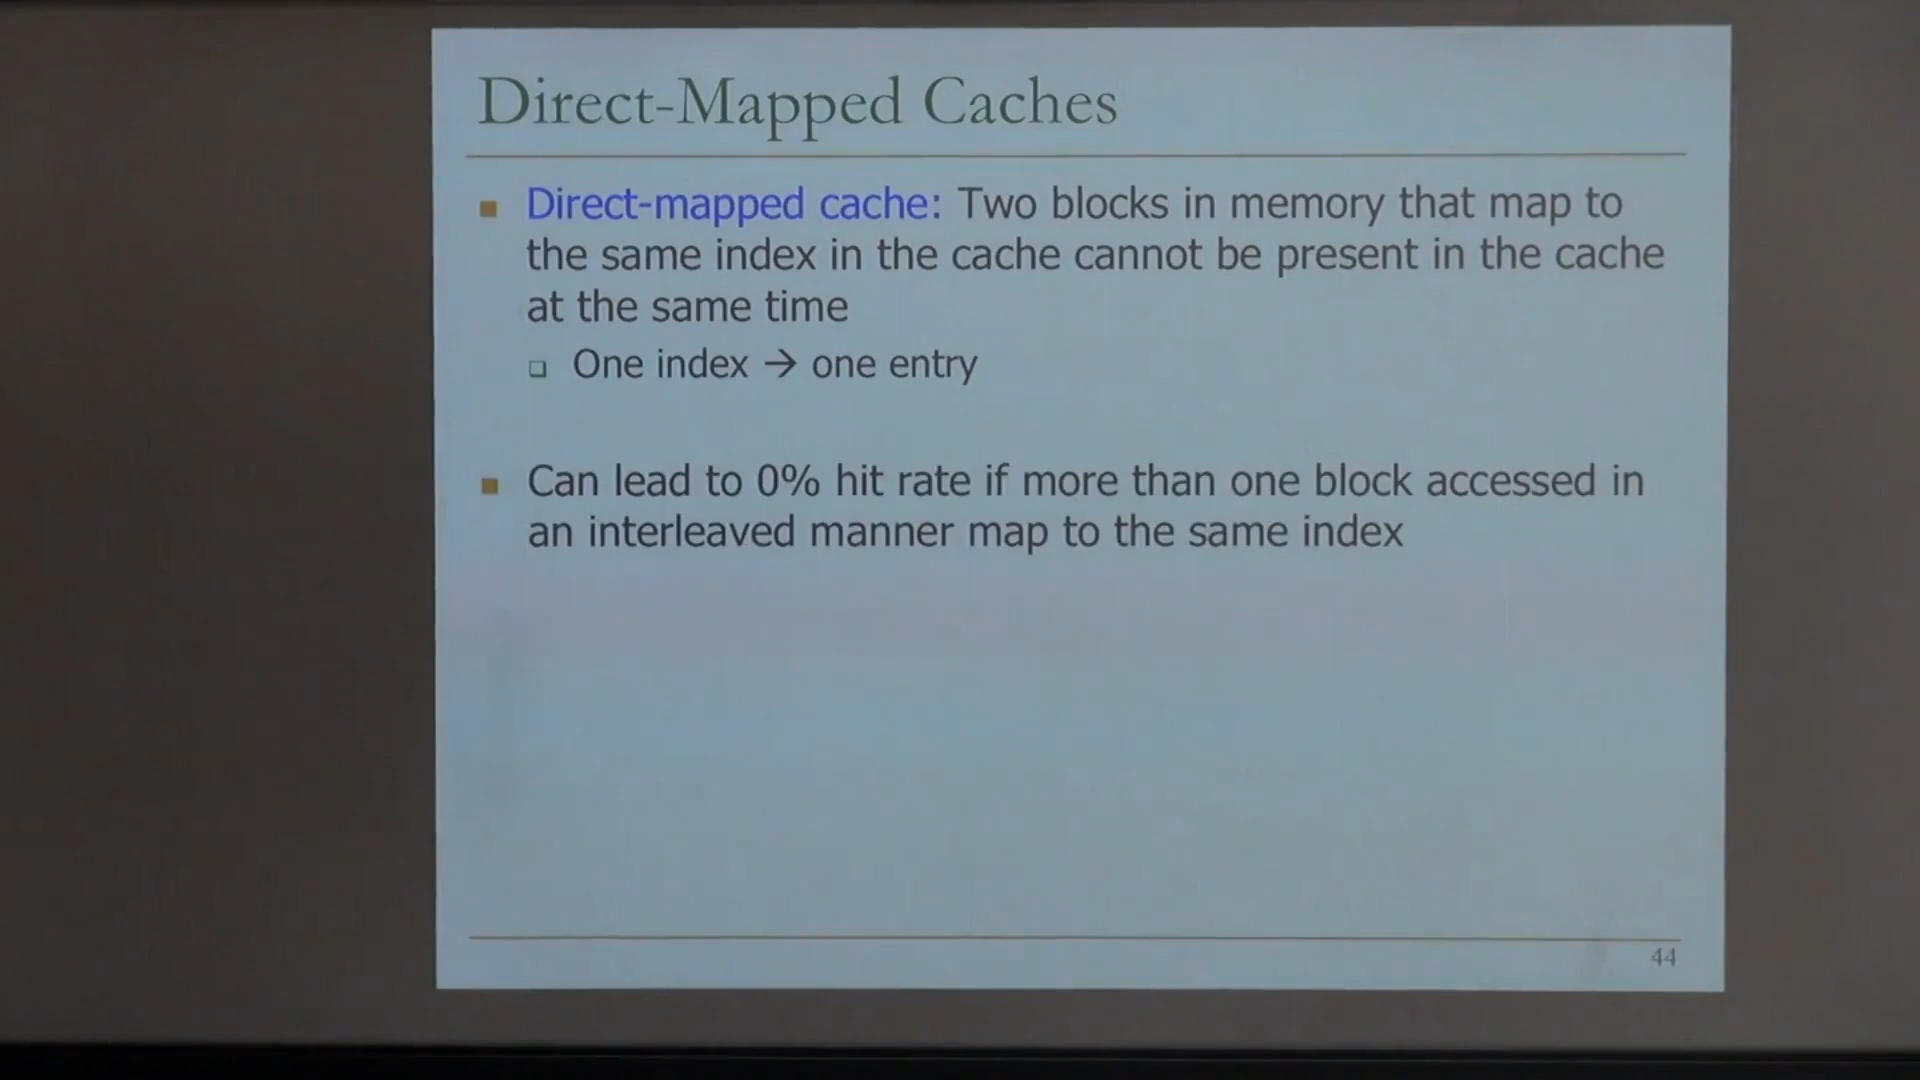 Direct-Mapped Caches
Direct-mapped cache: Two blocks in memory that map to
the same index in the cache cannot be present in the cache
at the same time
One index → one entry
Can lead to 0% hit rate if more than one block accessed in
an interleaved manner map to the same index
44